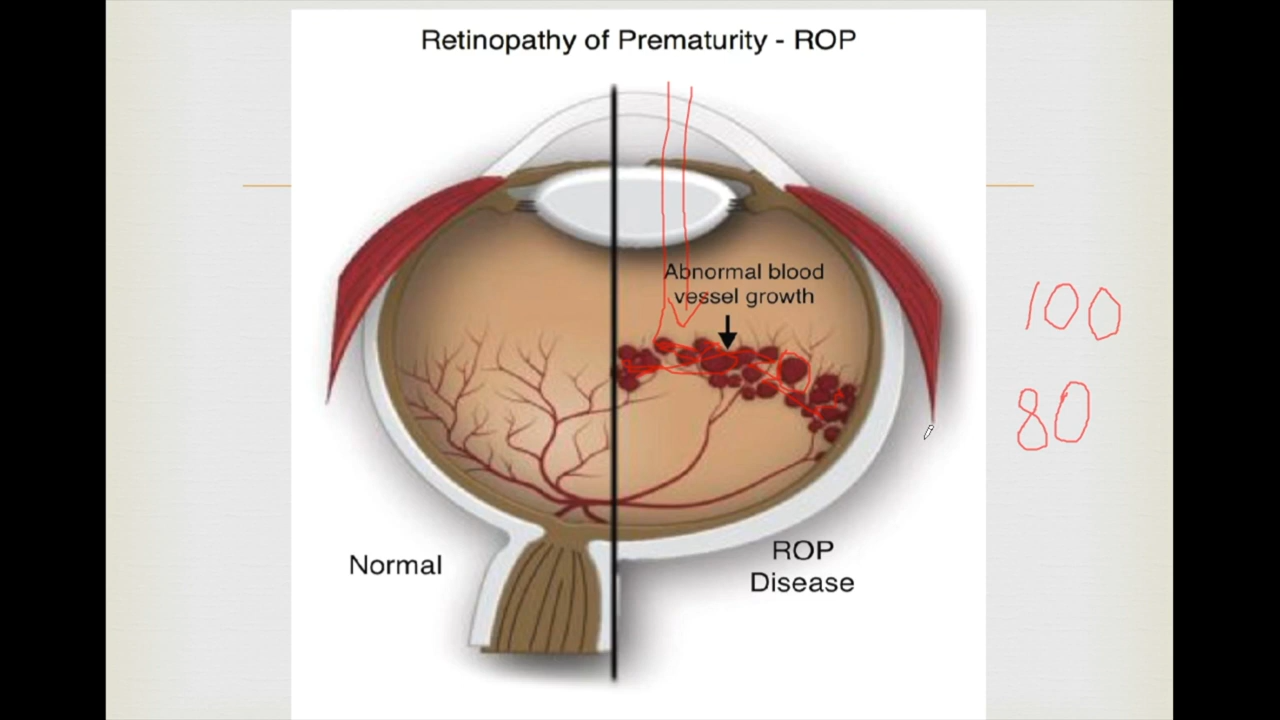 Retinopathy of Prematurity - ROP
Abnormal blood
vessel growth
100
80
Normal
ROP
Disease